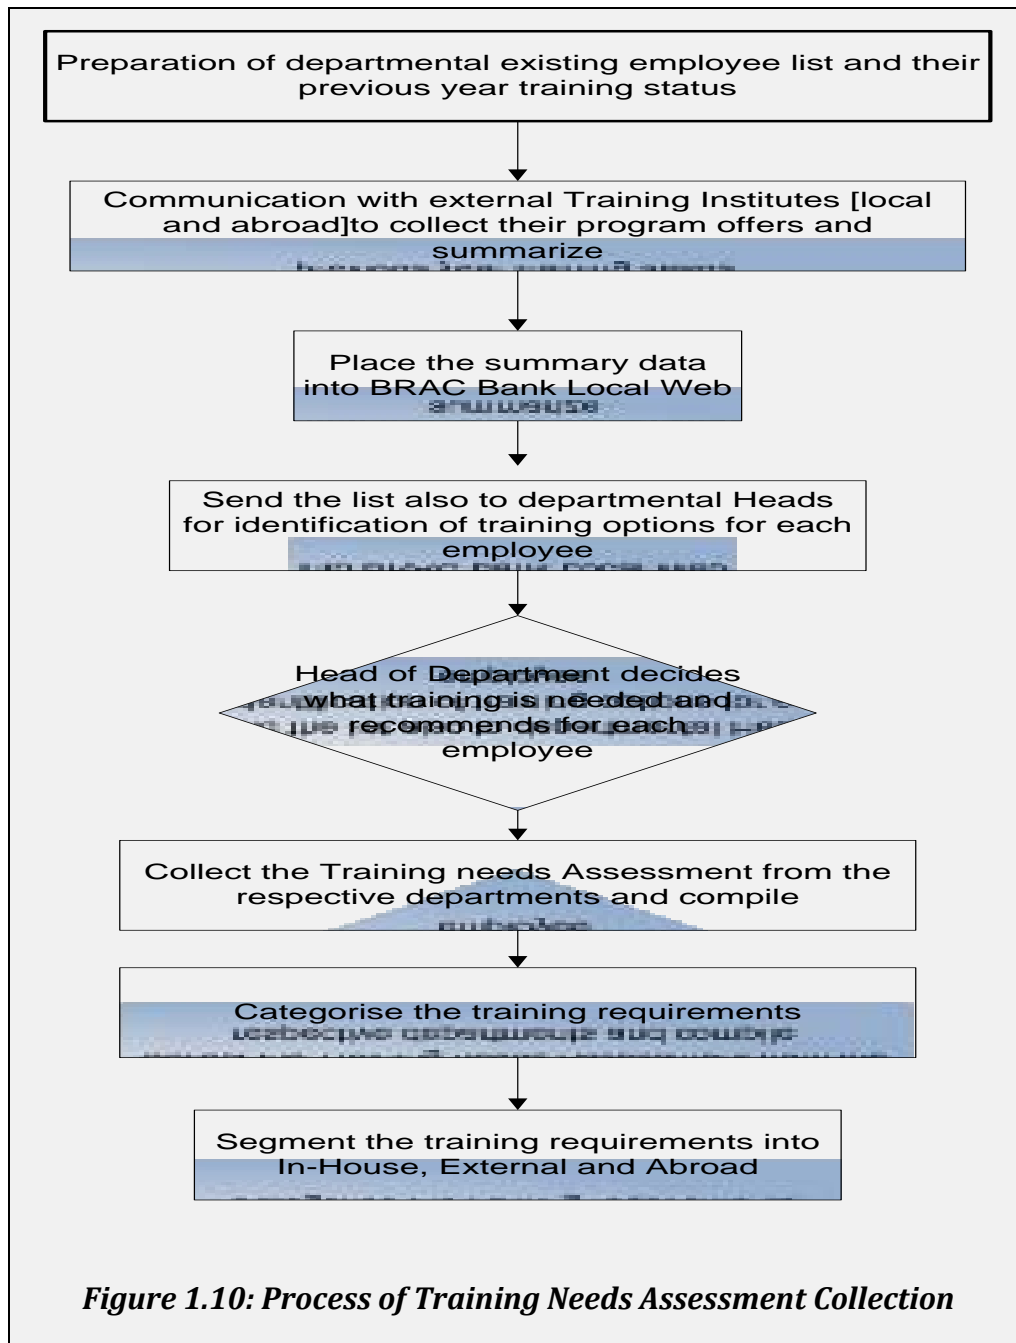 Preparation of departmental existing employee list and their
previous year training status
Communication with external Training Institutes [local
and abroad]to collect their program offers and
summarize
Place the summary data
into BRAC Bank Local Web
Send the list also to departmental Heads
for identification of training options for each
employee
Head of Department decides
what training is needed and
recommends for each
employee
Collect the Training needs Assessment from the
respective departments and compile
Categorise the training requirements
Segment the training requirements into
In-House, External and Abroad
Figure 1.10: Process of Training Needs Assessment Collection